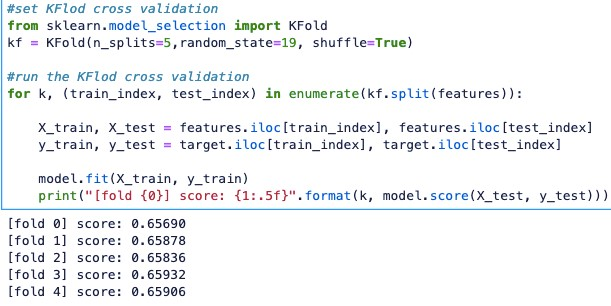 #set KFlod cross validation
from sklearn.model_selection import KFold
kf = KFold(n_splits=5,random_state=19, shuffle=True)
#run the KFlod cross validation
for k, (train_index, test_index) in enumerate(kf.split(features)):
    X_train, X_test = features.iloc[train_index], features.iloc[test_index]
    y_train, y_test = target.iloc[train_index], target.iloc[test_index]
    model.fit(X_train, y_train)
    print("[fold {0}] score: {1:.5f}".format(k, model.score(X_test, y_test)))
[fold 0] score: 0.65690
[fold 1] score: 0.65878
[fold 2] score: 0.65836
[fold 3] score: 0.65932
[fold 4] score: 0.65906